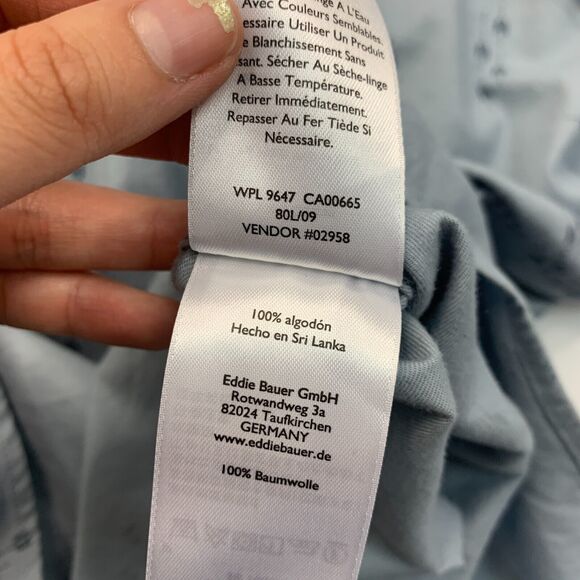 A L'Eau
Avec Couleurs Semblables.
Utiliser Un Produit
Blanchissement Sans
Sécher Au Sèche-linge
A Basse Température.
Retirer Immédiatement.
Repasser Au Fer Tiède Si
Nécessaire.
WPL 9647 CA00665
80L/09
VENDOR #02958
100% algodón
Hecho en Sri Lanka
Eddie Bauer GmbH
Rotwandweg 3a
82024 Taufkirchen
GERMANY
www.eddiebauer.de
100% Baumwolle